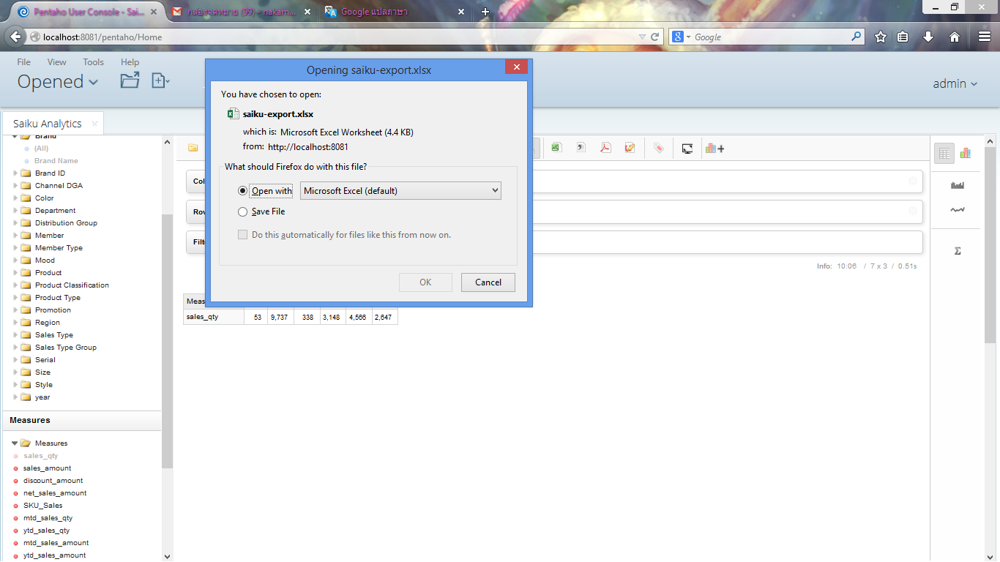 Pentaho User Console - Sai...
กล่องจดหมาย (99) - nakam...
Google แปลภาษา
localhost:8081/pentaho/Home
Google
File View Tools Help
Opened
admin
Saiku Analytics
Opening saiku-export.xlsx
You have chosen to open:
saiku-export.xlsx
which is: Microsoft Excel Worksheet (4.4 KB)
from: http://localhost:8081
What should Firefox do with this file?
Open with Microsoft Excel (default)
Save File
Do this automatically for files like this from now on.
OK Cancel
Brand
(All)
Brand Name
Brand ID
Channel DGA
Color
Department
Distribution Group
Member
Member Type
Mood
Product
Product Classification
Product Type
Promotion
Region
Sales Type
Sales Type Group
Serial
Size
Style
year
Measures
Measures
sales_qty
sales_amount
discount_amount
net_sales_amount
SKU_Sales
mtd_sales_qty
ytd_sales_qty
mtd_sales_amount
ytd_sales_amount
Col
Rov
Filt
Info: 10:06 / 7 x 3 / 0.51s
Meas
sales_qty 53 9,737 338 3,148 4,566 2,647
Σ